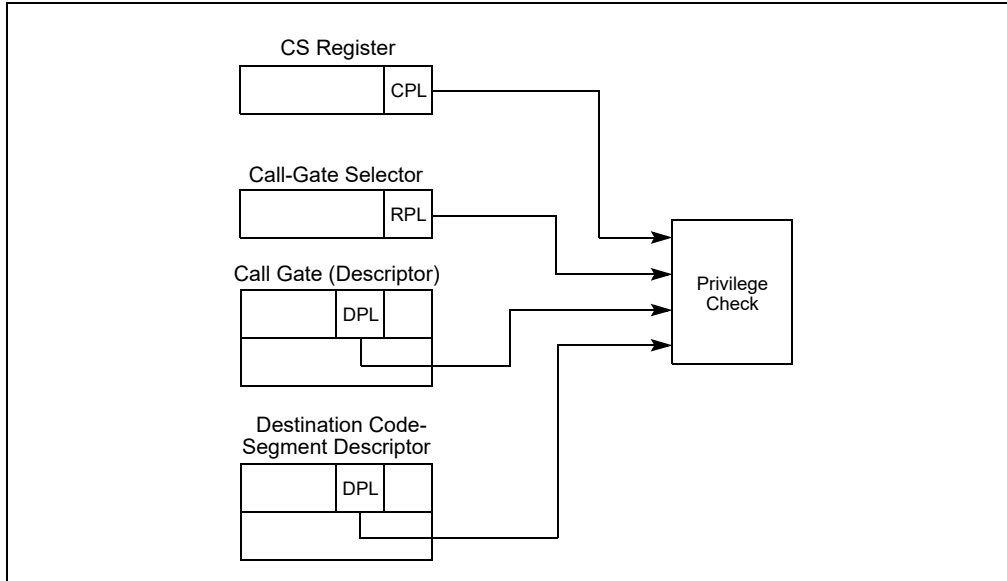 CS Register
CPL
Call-Gate Selector
RPL
Call Gate (Descriptor)
DPL
Privilege
Check
Destination Code-
Segment Descriptor
DPL